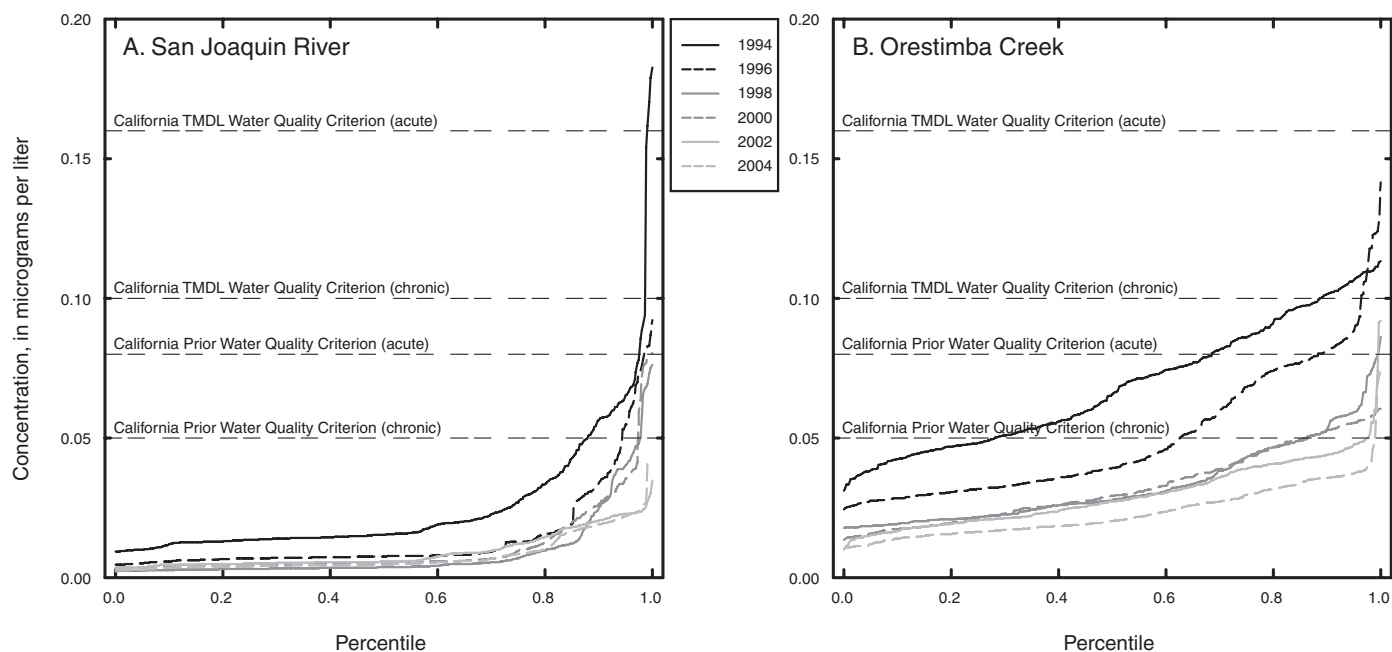 A. San Joaquin River
California TMDL Water Quality Criterion (acute)
California TMDL Water Quality Criterion (chronic)
California Prior Water Quality Criterion (acute)
California Prior Water Quality Criterion (chronic)
Concentration, in micrograms per liter
0.20
0.15
0.10
0.05
0.00
0.0 0.2 0.4 0.6 0.8 1.0
Percentile
1994
1996
1998
2000
2002
2004
B. Orestimba Creek
California TMDL Water Quality Criterion (acute)
California TMDL Water Quality Criterion (chronic)
California Prior Water Quality Criterion (acute)
California Prior Water Quality Criterion (chronic)
0.20
0.15
0.10
0.05
0.00
0.0 0.2 0.4 0.6 0.8 1.0
Percentile